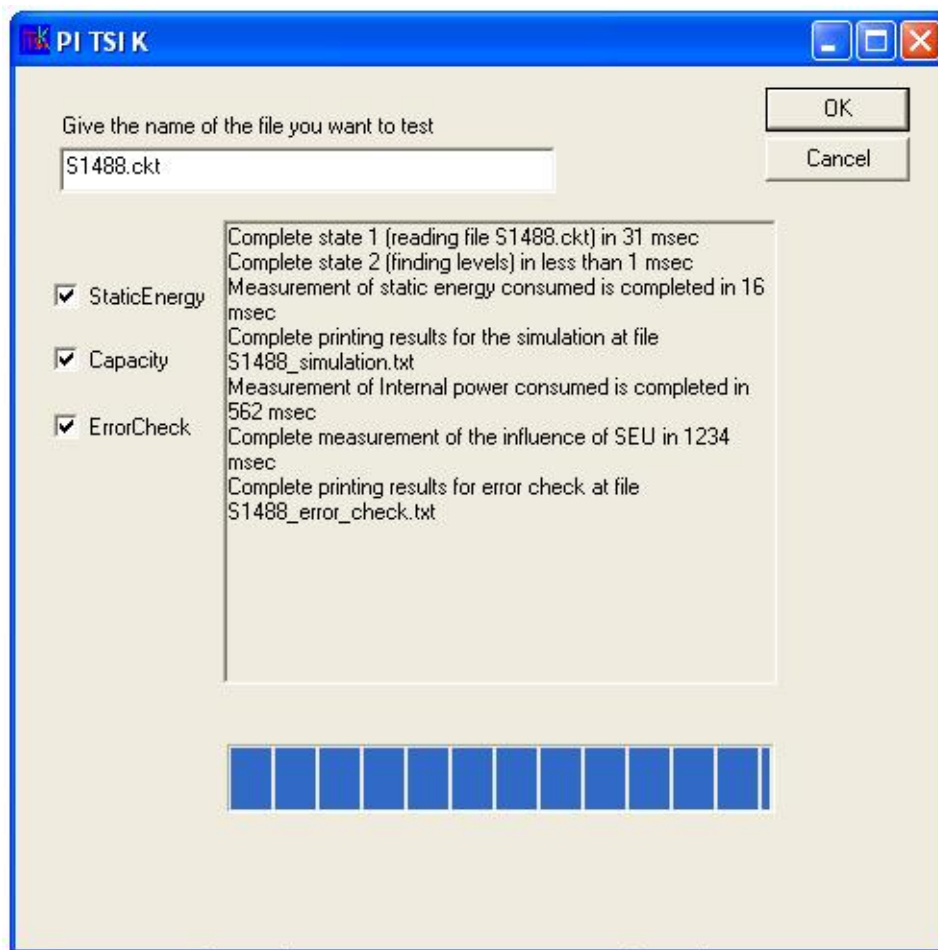 PI TSI K
OK
Give the name of the file you want to test
Cancel
S1488.ckt
Complete state 1 (reading file S1488.ckt) in 31 msec
Complete state 2 (finding levels) in less than 1 msec
Measurement of static energy consumed is completed in 16
msec
Complete printing results for the simulation at file
S1488_simulation.txt
Measurement of Internal power consumed is completed in
562 msec
Complete measurement of the influence of SEU in 1234
msec
Complete printing results for error check at file
S1488_error_check.txt
StaticEnergy
Capacity
ErrorCheck